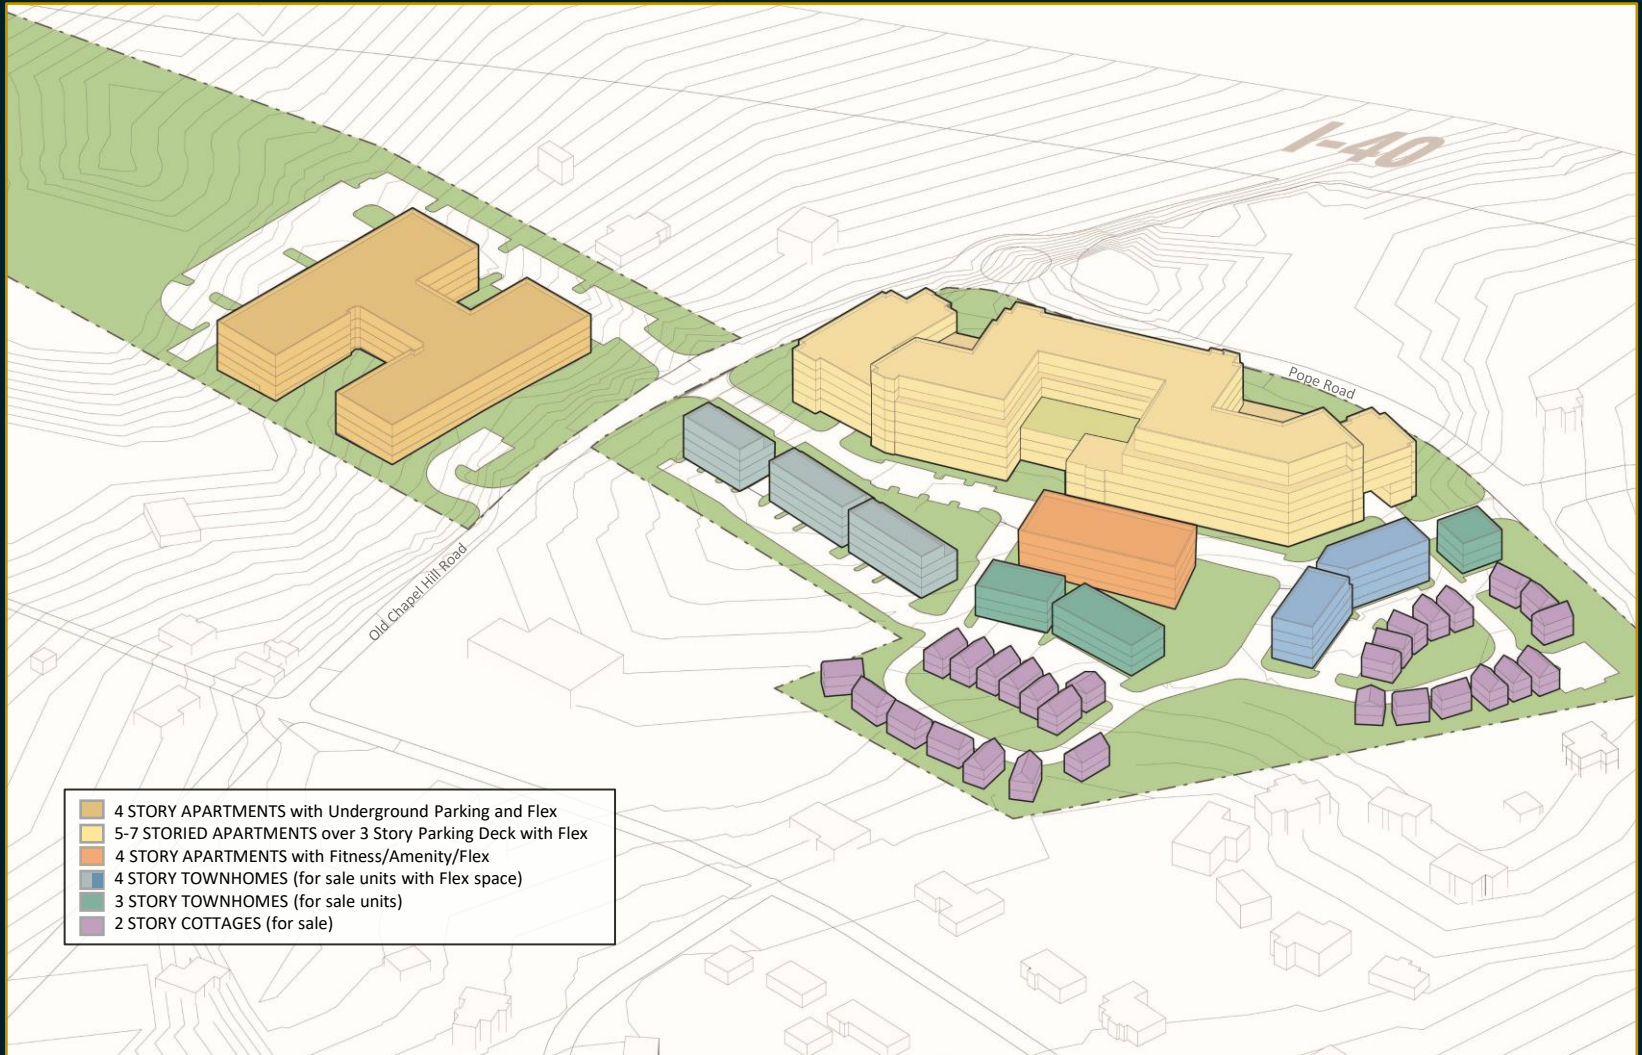 I-40
Pope Road
Old Chapel Hill Road
4 STORY APARTMENTS with Underground Parking and Flex
5-7 STORIED APARTMENTS over 3 Story Parking Deck with Flex
4 STORY APARTMENTS with Fitness/Amenity/Flex
4 STORY TOWNHOMES (for sale units with Flex space)
3 STORY TOWNHOMES (for sale units)
2 STORY COTTAGES (for sale)